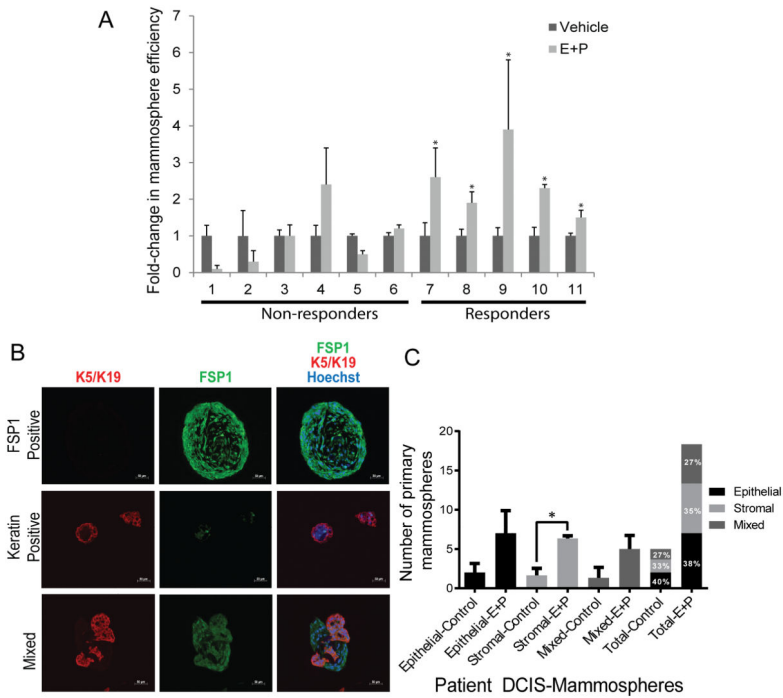 A
Vehicle
E+P
Fold-change in mammosphere efficiency
7
6
5
4
3
2
1
0
*
*
*
*
*
1 2 3 4 5 6 7 8 9 10 11
Non-responders
Responders
B
K5/K19
FSP1
FSP1
K5/K19
Hoechst
FSP1
Positive
Keratin
Positive
Mixed
C
Number of primary
mammospheres
20
15
10
5
0
*
27%
33%
40%
27%
35%
38%
Epithelial
Stromal
Mixed
Epithelial-Control
Epithelial-E+P
Stromal-Control
Stromal-E+P
Mixed-Control
Mixed-E+P
Total-Control
Total-E+P
Patient DCIS-Mammospheres